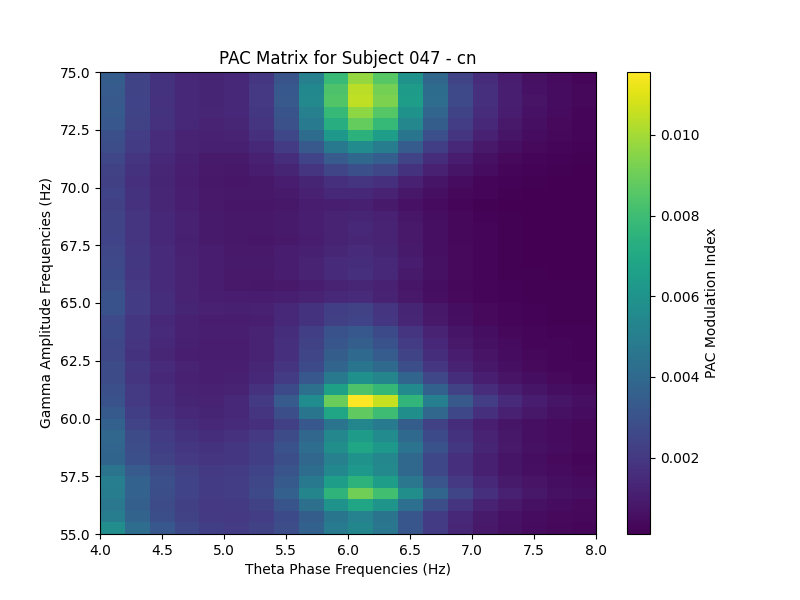 PAC Matrix for Subject 047 - cn
75.0
72.5
70.0
67.5
65.0
62.5
60.0
57.5
55.0
Gamma Amplitude Frequencies (Hz)
4.0 4.5 5.0 5.5 6.0 6.5 7.0 7.5 8.0
Theta Phase Frequencies (Hz)
0.010
0.008
0.006
0.004
0.002
PAC Modulation Index